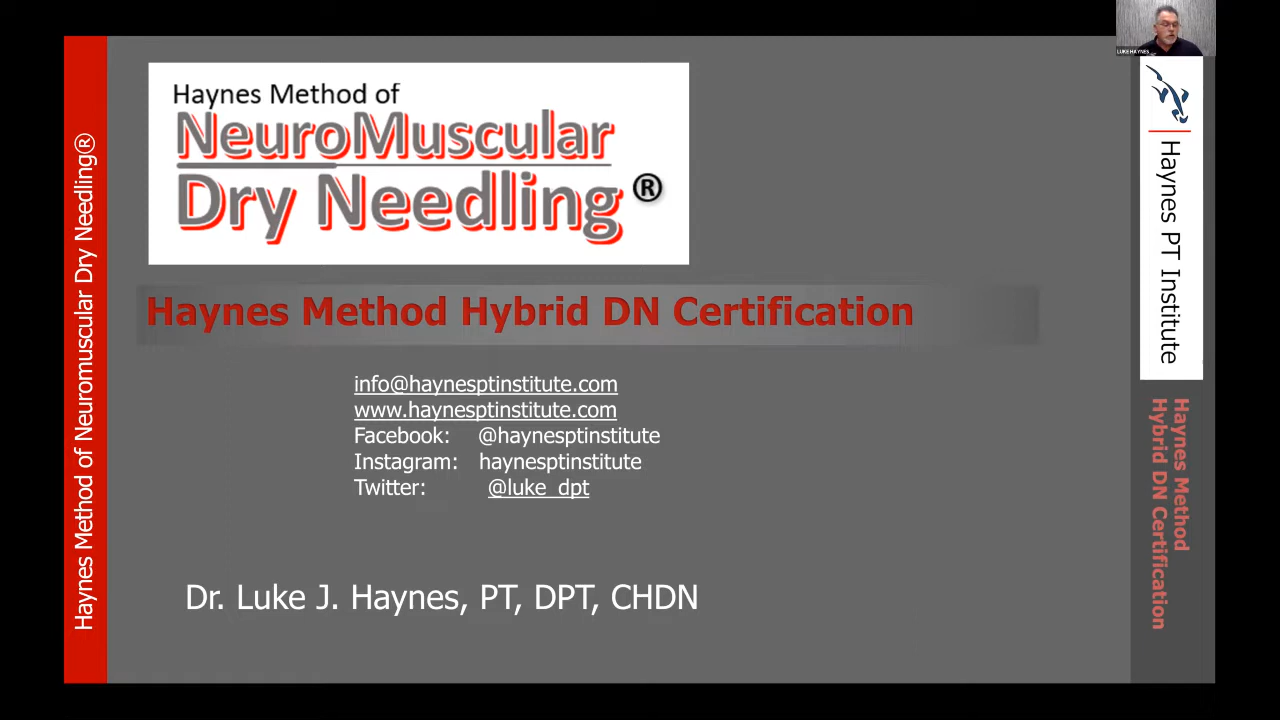 LUKE HAYNES
Haynes Method of Neuromuscular Dry Needling®
Haynes Method of
NeuroMuscular
Dry Needling®
Haynes Method Hybrid DN Certification
info@haynesptinstitute.com
www.haynesptinstitute.com
Facebook: @haynesptinstitute
Instagram: haynesptinstitute
Twitter: @luke_dpt
Dr. Luke J. Haynes, PT, DPT, CHDN
Haynes PT Institute
Haynes Method
Hybrid DN Certification